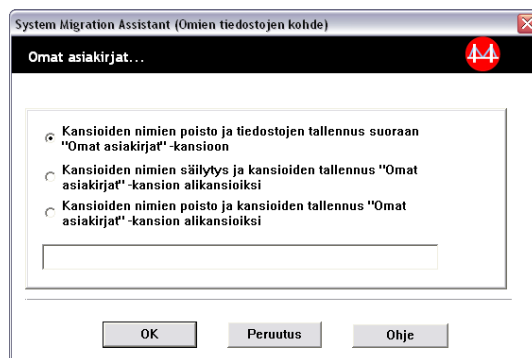 System Migration Assistant (Omien tiedostojen kohde)
Omat asiakirjat...
Kansioiden nimien poisto ja tiedostojen tallennus suoraan
"Omat asiakirjat" -kansioon
Kansioiden nimien säilytys ja kansioiden tallennus "Omat
asiakirjat" -kansion alikansioiksi
Kansioiden nimien poisto ja kansioiden tallennus "Omat
asiakirjat" -kansion alikansioiksi
OK
Peruutus
Ohje